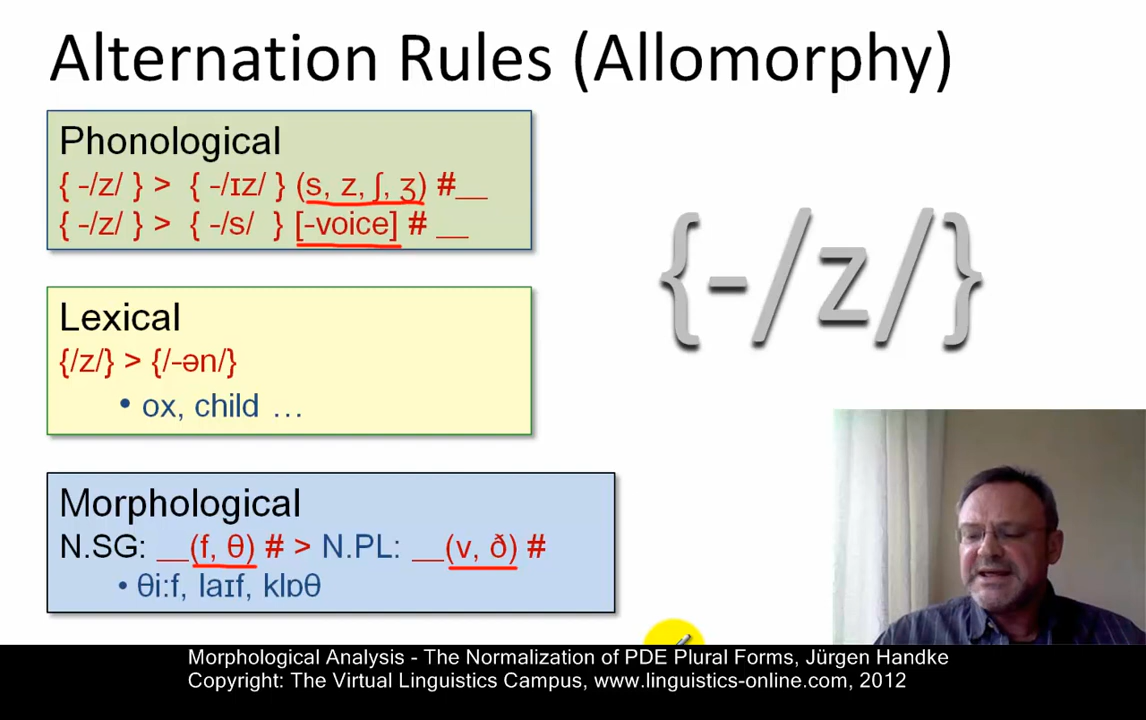 Alternation Rules (Allomorphy)
Phonological
{ -/z/ } > { -/ɪz/ } (s, z, ʃ, ʒ) #__
{ -/z/ } > { -/s/ } [-voice] # __
{-/z/}
Lexical
{/z/} > {/-ən/}
• ox, child …
Morphological
N.SG: __(f, θ) # > N.PL: __(v, ð) #
• θi:f, laɪf, klɒθ
Morphological Analysis - The Normalization of PDE Plural Forms, Jürgen Handke
Copyright: The Virtual Linguistics Campus, www.linguistics-online.com, 2012